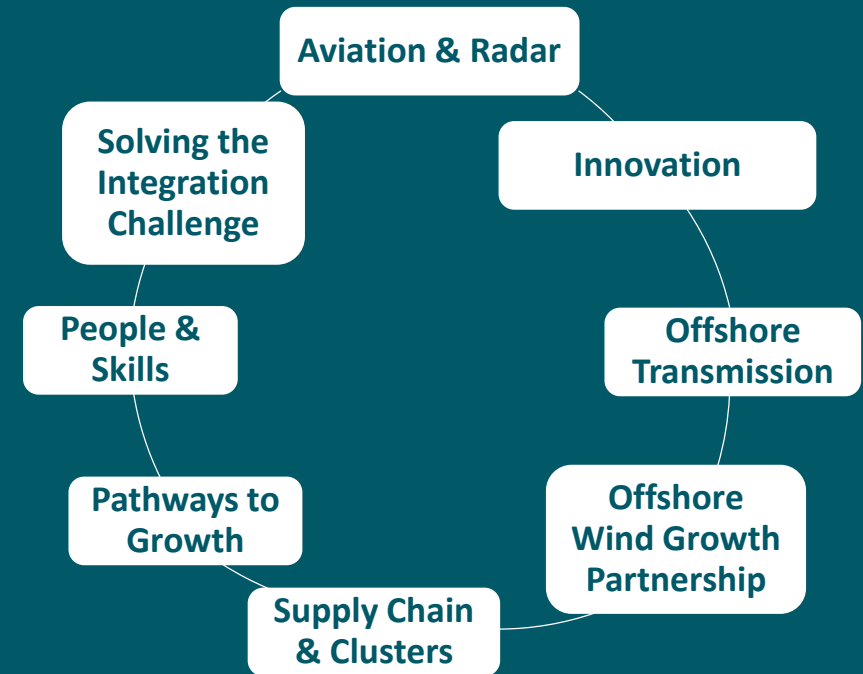 Aviation & Radar
Innovation
Offshore
Transmission
Offshore
Wind Growth
Partnership
Supply Chain
& Clusters
Pathways to
Growth
People &
Skills
Solving the
Integration
Challenge